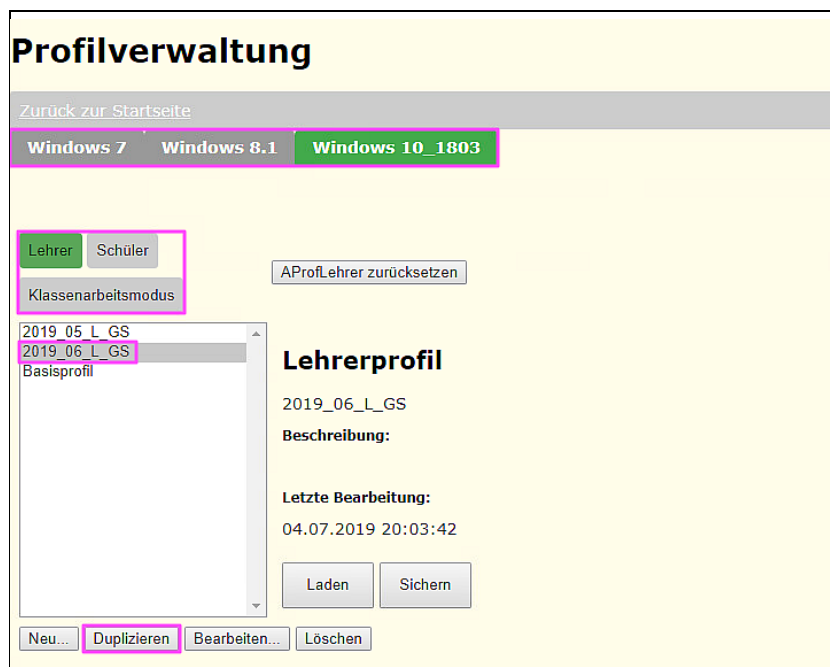 Profilverwaltung
Zurück zur Startseite
Windows 7 Windows 8.1 Windows 10_1803
Lehrer Schüler
Klassenarbeitsmodus
AProfLehrer zurücksetzen
2019_05_L_GS
2019_06_L_GS
Basisprofil
Lehrerprofil
2019_06_L_GS
Beschreibung:
Letzte Bearbeitung:
04.07.2019 20:03:42
Laden Sichern
Neu... Duplizieren Bearbeiten... Löschen